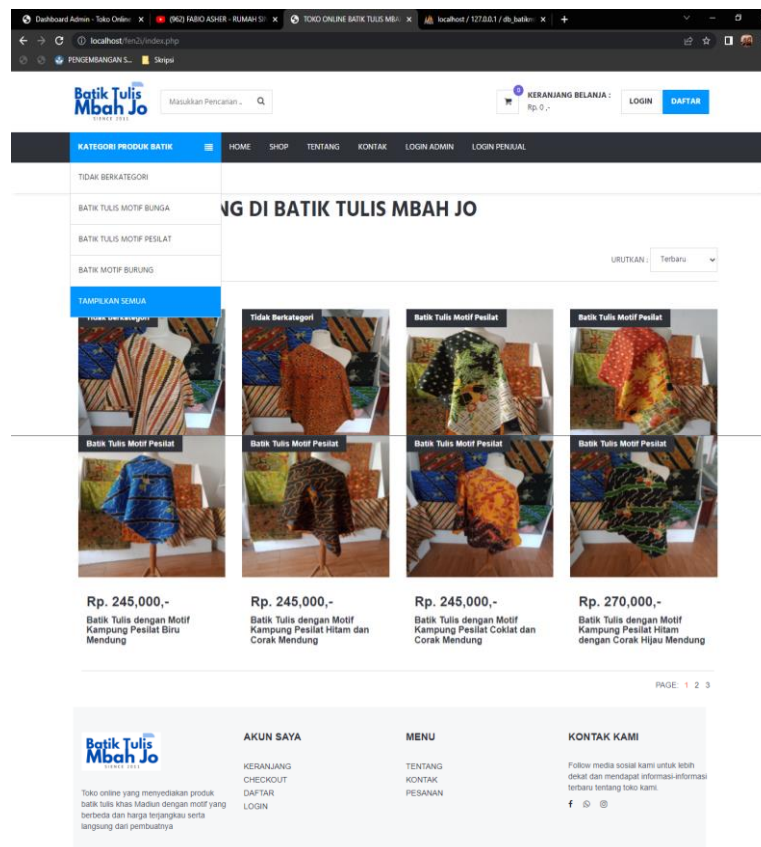 Dashboard Admin - Toko Online
(962) FABIO ASHER - RUMAH
TOKO ONLINE BATIK TULIS MBA
localhost / 127.0.0.1 / db_batik
localhost/fen2i/index.php
PENGEMBANGAN S...
Skripsi
Batik Tulis
Mbah Jo
SINCE 2011
Masukkan Pencarian ..
0
KERANJANG BELANJA :
Rp. 0 ,-
LOGIN
DAFTAR
KATEGORI PRODUK BATIK
HOME
SHOP
TENTANG
KONTAK
LOGIN ADMIN
LOGIN PENJUAL
TIDAK BERKATEGORI
BATIK TULIS MOTIF BUNGA
BATIK TULIS MOTIF PESILAT
BATIK MOTIF BURUNG
TAMPILKAN SEMUA
NG DI BATIK TULIS MBAH JO
URUTKAN :
Terbaru
Tidak Berkategori
Tidak Berkategori
Batik Tulis Motif Pesilat
Batik Tulis Motif Pesilat
Batik Tulis Motif Pesilat
Batik Tulis Motif Pesilat
Batik Tulis Motif Pesilat
Batik Tulis Motif Pesilat
Rp. 245,000,-
Batik Tulis dengan Motif
Kampung Pesilat Biru
Mendung
Rp. 245,000,-
Batik Tulis dengan Motif
Kampung Pesilat Hitam dan
Corak Mendung
Rp. 245,000,-
Batik Tulis dengan Motif
Kampung Pesilat Coklat dan
Corak Mendung
Rp. 270,000,-
Batik Tulis dengan Motif
Kampung Pesilat Hitam
dengan Corak Hijau Mendung
PAGE: 1 2 3
Batik Tulis
Mbah Jo
SINCE 2011
Toko online yang menyediakan produk
batik tulis khas Madiun dengan motif yang
berbeda dan harga terjangkau serta
langsung dari pembuatnya
AKUN SAYA
KERANJANG
CHECKOUT
DAFTAR
LOGIN
MENU
TENTANG
KONTAK
PESANAN
KONTAK KAMI
Follow media sosial kami untuk lebih
dekat dan mendapat informasi-informasi
terbaru tentang toko kami.